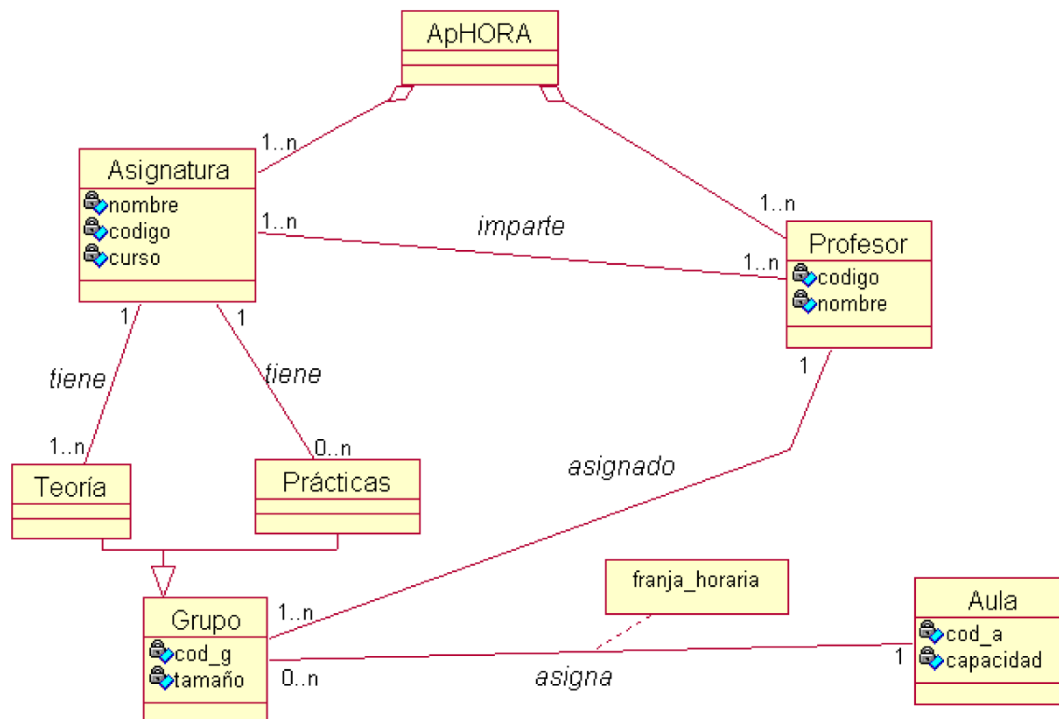 ApHORA
1..n
Asignatura
nombre
codigo
curso
1..n
imparte
1..n
1..n
Profesor
codigo
nombre
1
1
tiene
tiene
1
1..n
0..n
Teoría
Prácticas
asignado
franja_horaria
Grupo
cod_g
tamaño
1..n
0..n
asigna
1
Aula
cod_a
capacidad